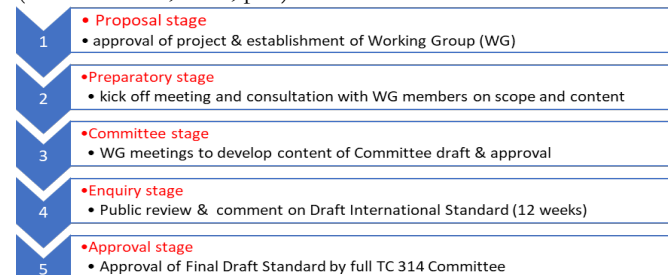 1
• Proposal stage
• approval of project & establishment of Working Group (WG)
2
•Preparatory stage
• kick off meeting and consultation with WG members on scope and content
3
•Committee stage
• WG meetings to develop content of Committee draft & approval
4
•Enquiry stage
• Public review & comment on Draft International Standard (12 weeks)
5
•Approval stage
• Approval of Final Draft Standard by full TC 314 Committee